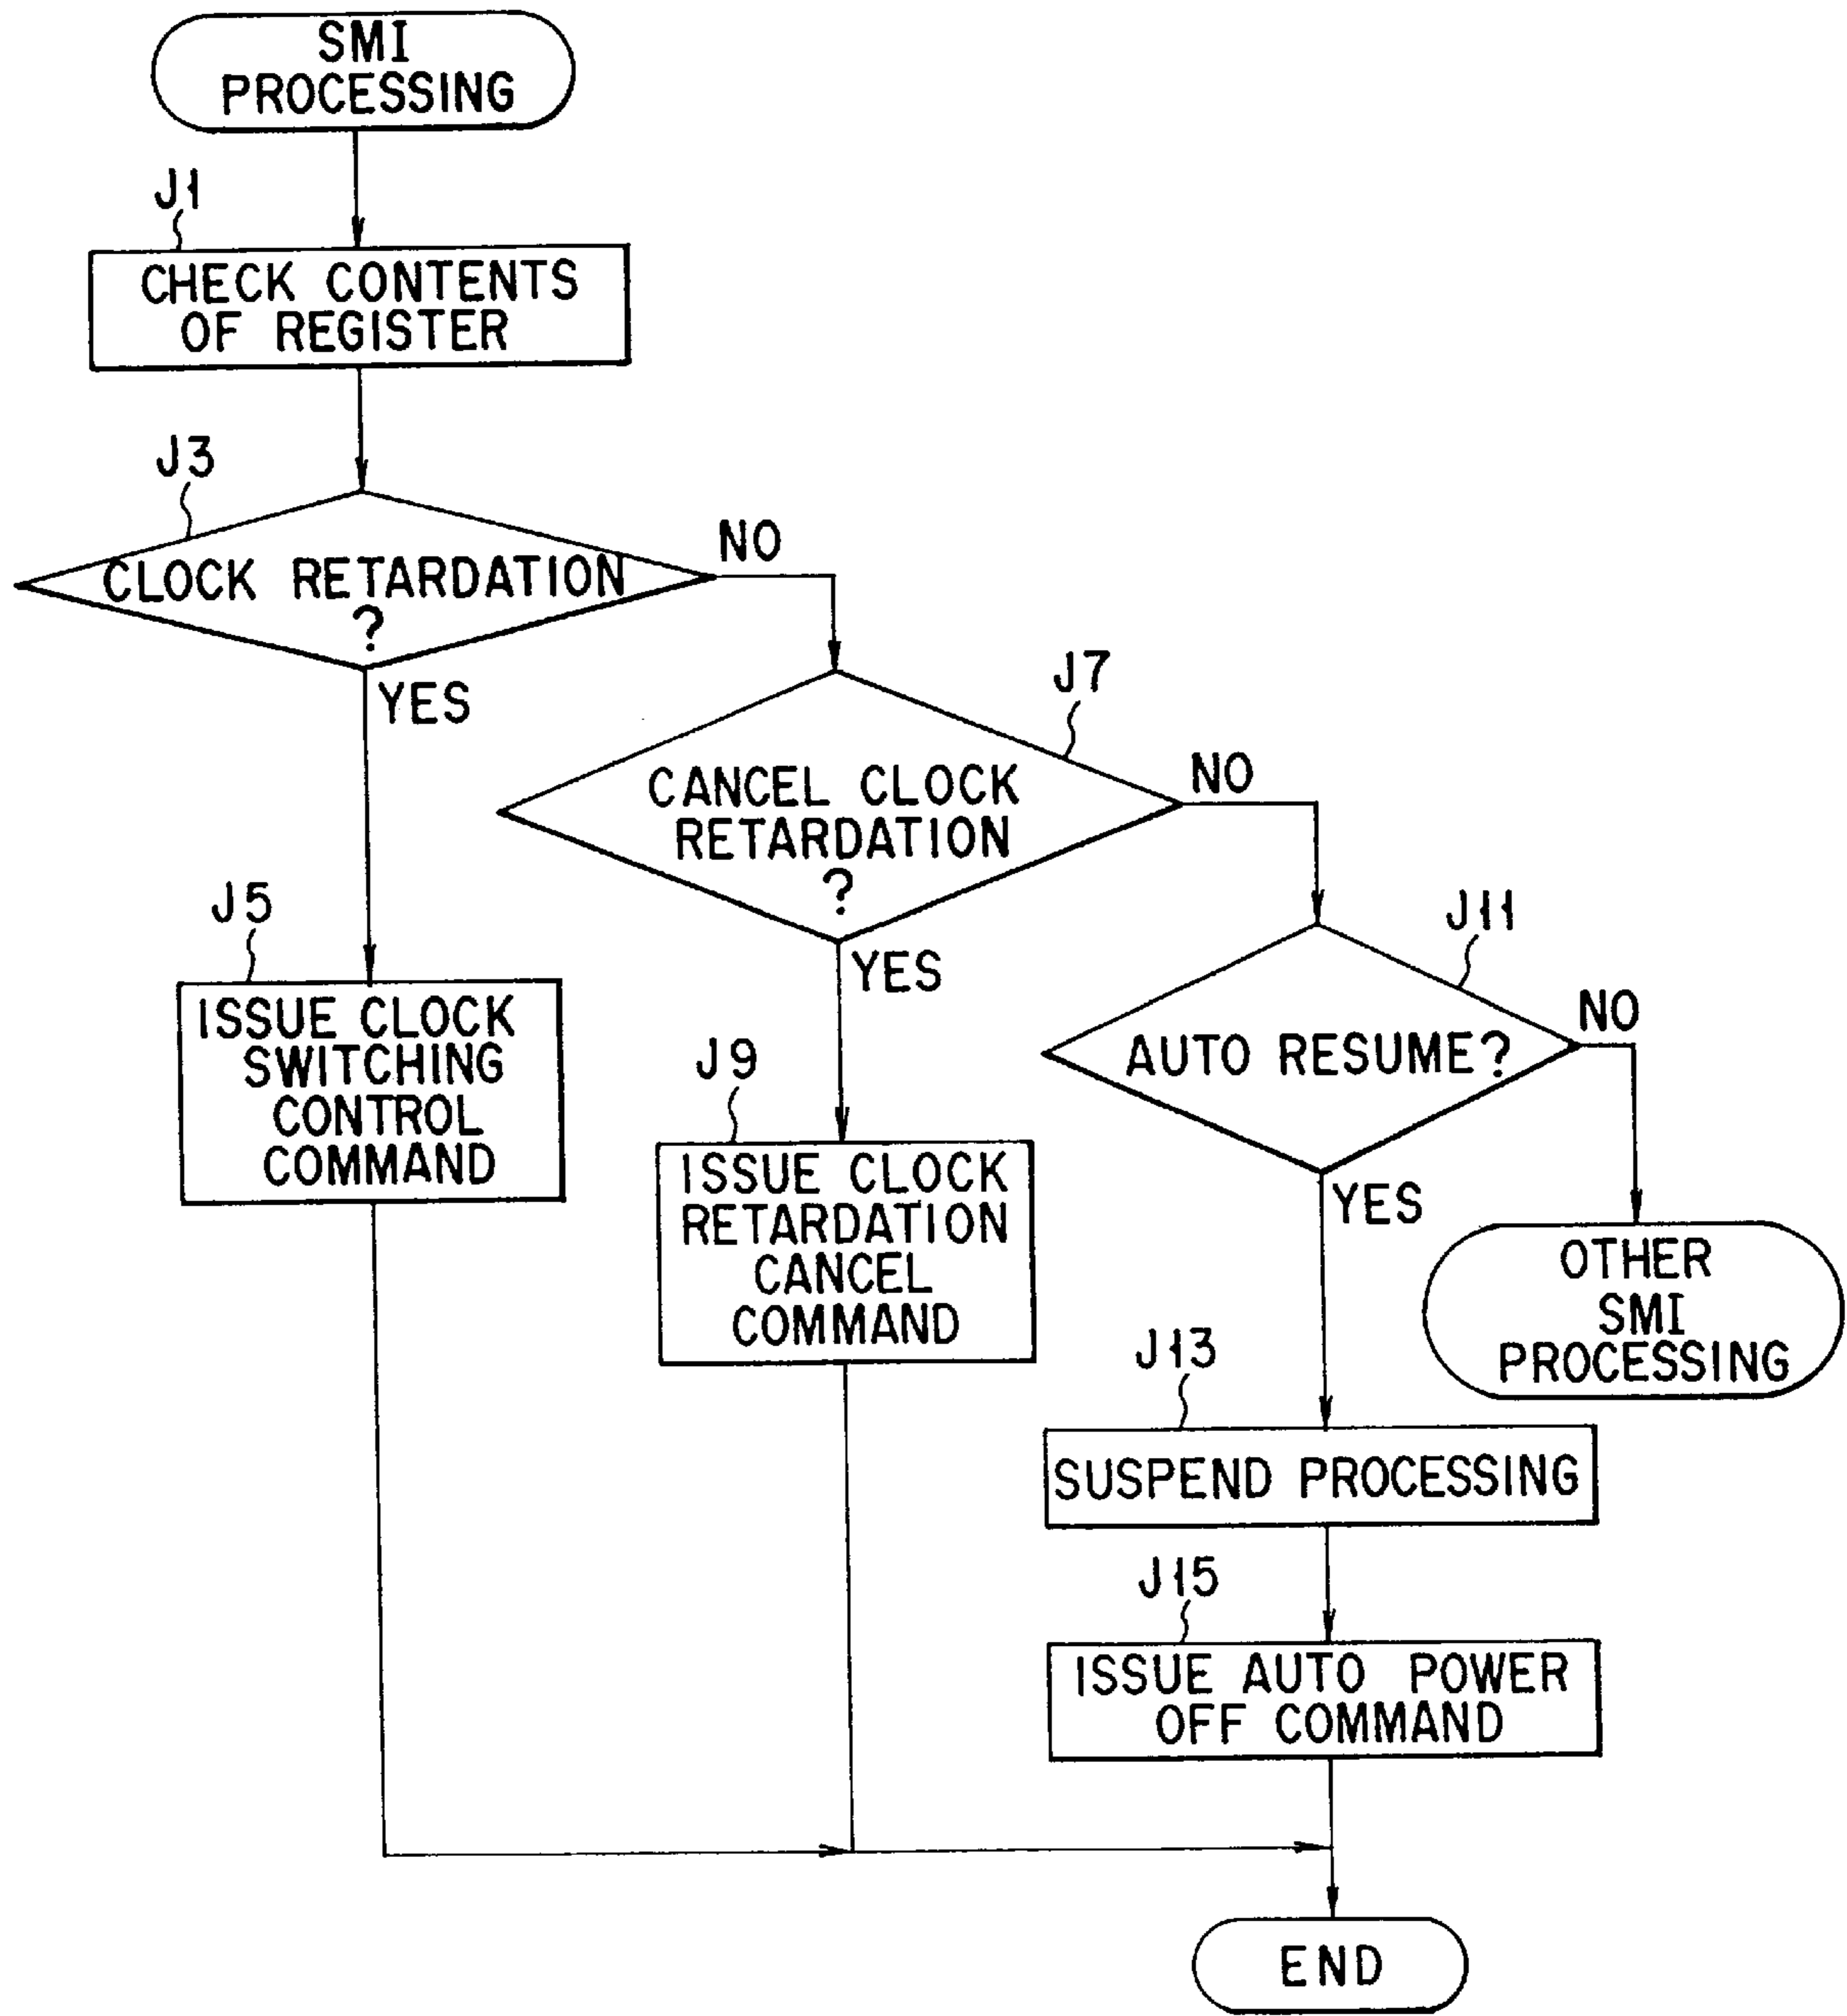 SMI
PROCESSING
J1
CHECK CONTENTS
OF REGISTER
J3
CLOCK RETARDATION
?
NO
YES
J7
CANCEL CLOCK
RETARDATION
?
NO
YES
J5
ISSUE CLOCK
SWITCHING
CONTROL
COMMAND
J9
ISSUE CLOCK
RETARDATION
CANCEL
COMMAND
J11
AUTO RESUME?
NO
YES
OTHER
SMI
PROCESSING
J13
SUSPEND PROCESSING
J15
ISSUE AUTO POWER
OFF COMMAND
END